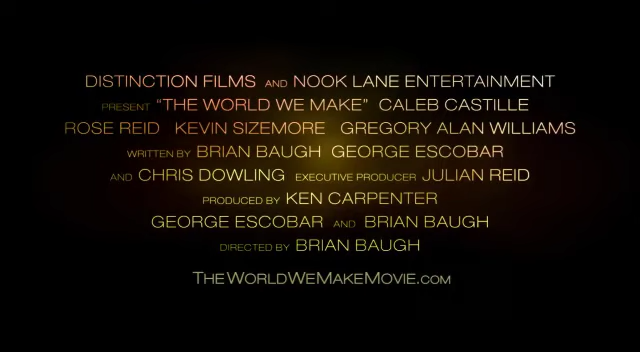 DISTINCTION FILMS AND NOOK LANE ENTERTAINMENT
PRESENT "THE WORLD WE MAKE" CALEB CASTILLE
ROSE REID KEVIN SIZEMORE GREGORY ALAN WILLIAMS
WRITTEN BY BRIAN BAUGH GEORGE ESCOBAR
AND CHRIS DOWLING EXECUTIVE PRODUCER JULIAN REID
PRODUCED BY KEN CARPENTER
GEORGE ESCOBAR AND BRIAN BAUGH
DIRECTED BY BRIAN BAUGH
THEWORLDWEMAKEMOVIE.COM